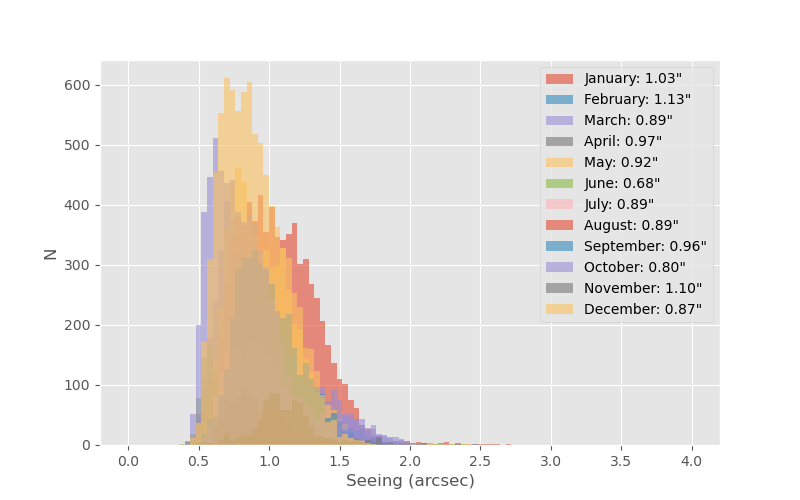 600
500
400
300
200
100
0
N
0.0 0.5 1.0 1.5 2.0 2.5 3.0 3.5 4.0
Seeing (arcsec)
January: 1.03"
February: 1.13"
March: 0.89"
April: 0.97"
May: 0.92"
June: 0.68"
July: 0.89"
August: 0.89"
September: 0.96"
October: 0.80"
November: 1.10"
December: 0.87"